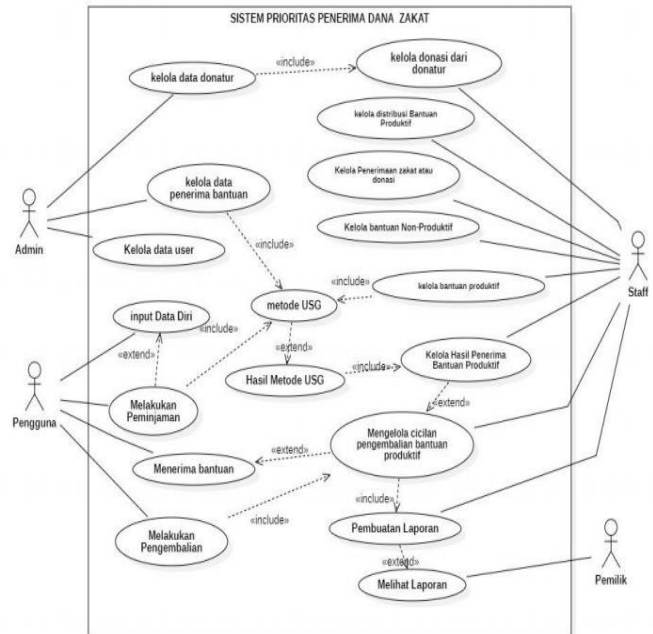 SISTEM PRIORITAS PENERIMA DANA ZAKAT
kelola data donatur
«include»
kelola donasi dari
donatur
kelola distribusi Bantuan
Produktif
kelola data
penerima bantuan
Kelola Penerimaan zakat atau
donasi
Admin
Kelola data user
«include»
Kelola bantuan Non-Produktif
Staff
«include»
kelola bantuan produktif
metode USG
input Data Diri
«include»
«extend»
«extend»
Hasil Metode USG
«include»
Kelola Hasil Penerima
Bantuan Produktif
Pengguna
Melakukan
Peminjaman
«extend»
«extend»
Mengelola cicilan
pengembalian bantuan
produktif
Menerima bantuan
«include»
«include»
Melakukan
Pengembalian
Pembuatan Laporan
«extend»
Melihat Laporan
Pemilik